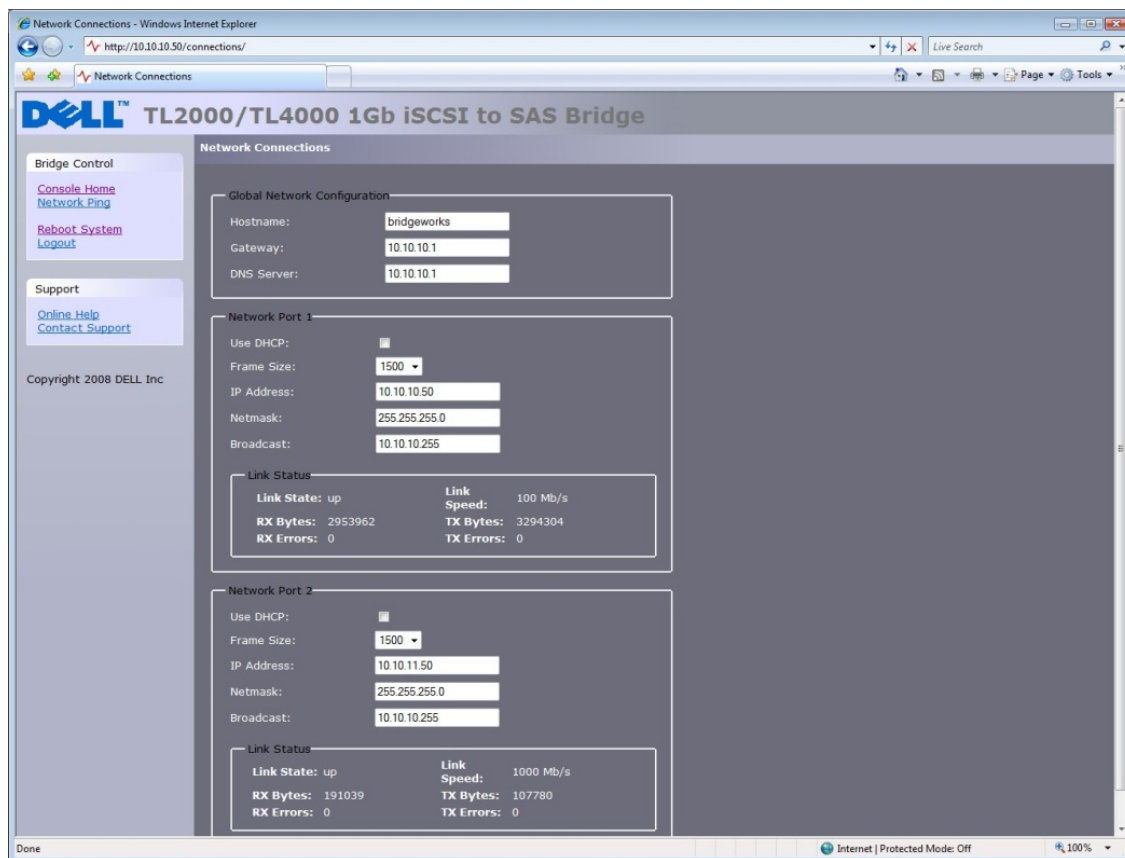 Network Connections - Windows Internet Explorer
http://10.10.10.50/connections/
Live Search
Network Connections
Page
Tools
DELL™ TL2000/TL4000 1Gb iSCSI to SAS Bridge
Network Connections
Bridge Control
Console Home
Network Ping
Reboot System
Logout
Support
Online Help
Contact Support
Copyright 2008 DELL Inc
Global Network Configuration
Hostname: bridgeworks
Gateway: 10.10.10.1
DNS Server: 10.10.10.1
Network Port 1
Use DHCP:
Frame Size: 1500
IP Address: 10.10.10.50
Netmask: 255.255.255.0
Broadcast: 10.10.10.255
Link Status
Link State: up Link Speed: 100 Mb/s
RX Bytes: 2953962 TX Bytes: 3294304
RX Errors: 0 TX Errors: 0
Network Port 2
Use DHCP:
Frame Size: 1500
IP Address: 10.10.11.50
Netmask: 255.255.255.0
Broadcast: 10.10.10.255
Link Status
Link State: up Link Speed: 1000 Mb/s
RX Bytes: 191039 TX Bytes: 107780
RX Errors: 0 TX Errors: 0
Done
Internet | Protected Mode: Off
100%